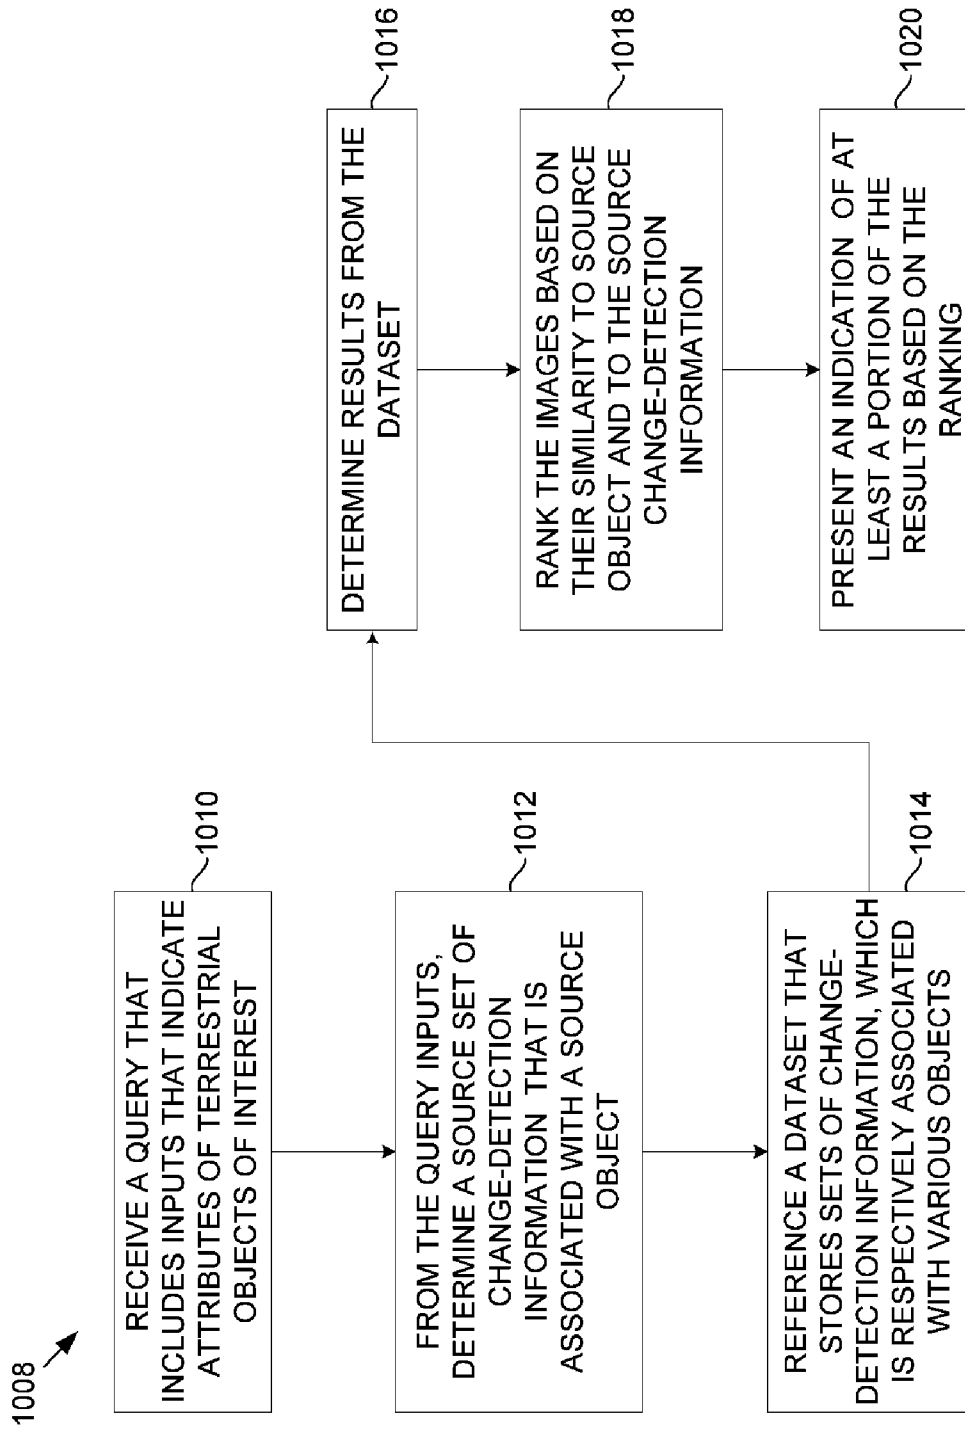 1008
RECEIVE A QUERY THAT
INCLUDES INPUTS THAT INDICATE
ATTRIBUTES OF TERRESTRIAL
OBJECTS OF INTEREST
1010
FROM THE QUERY INPUTS,
DETERMINE A SOURCE SET OF
CHANGE-DETECTION
INFORMATION THAT IS
ASSOCIATED WITH A SOURCE
OBJECT
1012
REFERENCE A DATASET THAT
STORES SETS OF CHANGE-
DETECTION INFORMATION, WHICH
IS RESPECTIVELY ASSOCIATED
WITH VARIOUS OBJECTS
1014
DETERMINE RESULTS FROM THE
DATASET
1016
RANK THE IMAGES BASED ON
THEIR SIMILARITY TO SOURCE
OBJECT AND TO THE SOURCE
CHANGE-DETECTION
INFORMATION
1018
PRESENT AN INDICATION OF AT
LEAST A PORTION OF THE
RESULTS BASED ON THE
RANKING
1020